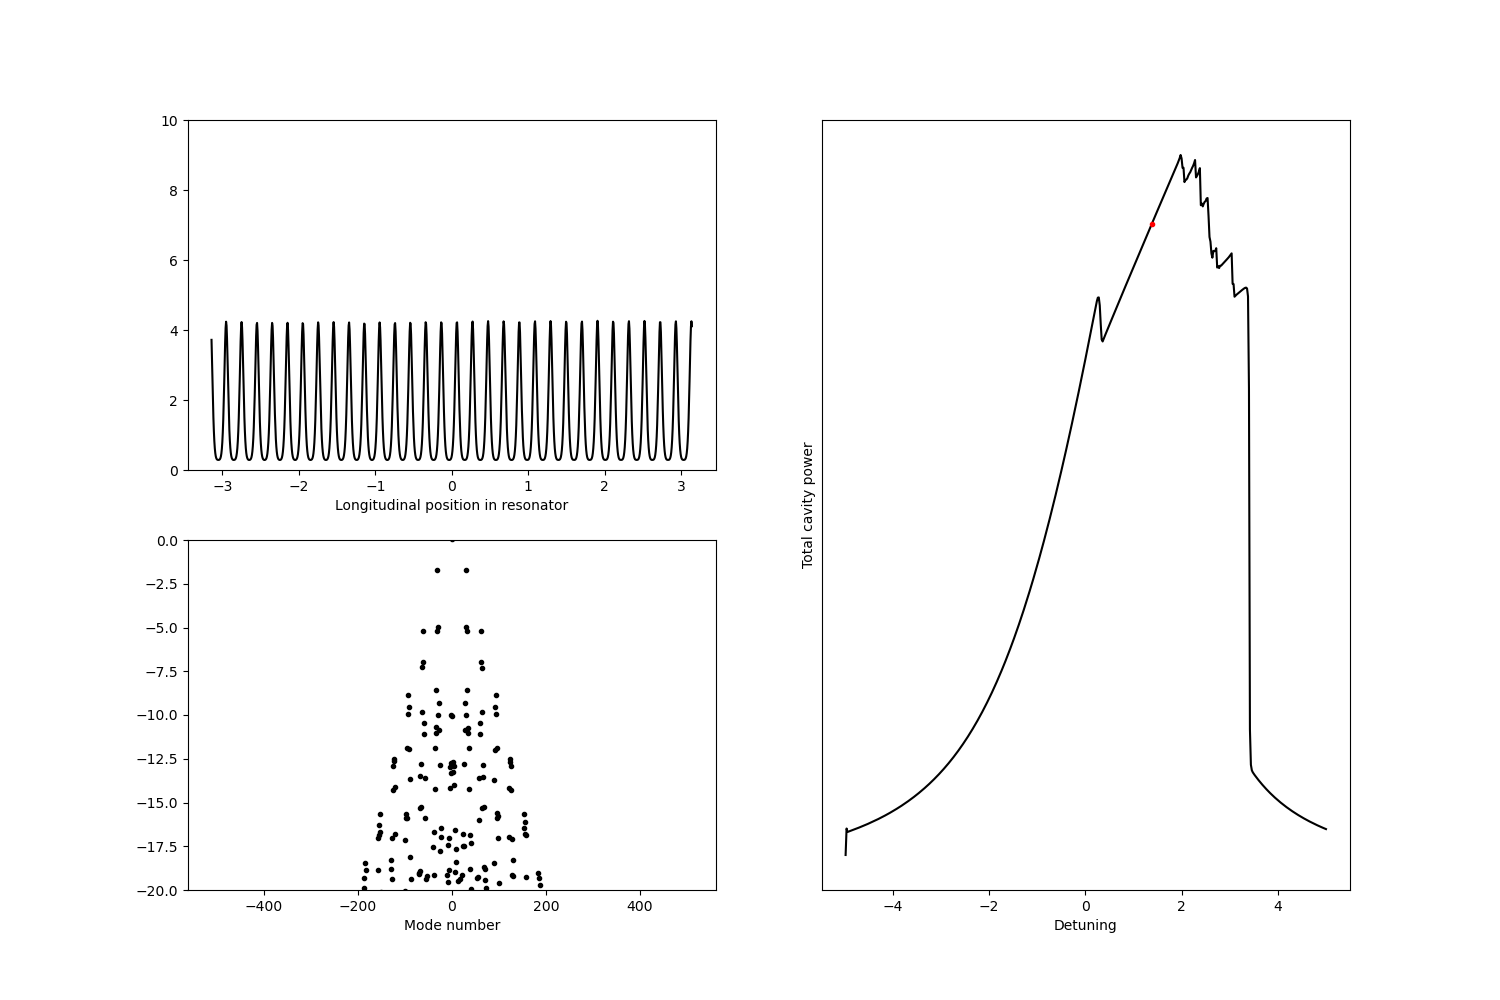 10
8
6
4
2
0
−3 −2 −1 0 1 2 3
Longitudinal position in resonator
0.0
−2.5
−5.0
−7.5
−10.0
−12.5
−15.0
−17.5
−20.0
−400 −200 0 200 400
Mode number
Total cavity power
−4 −2 0 2 4
Detuning